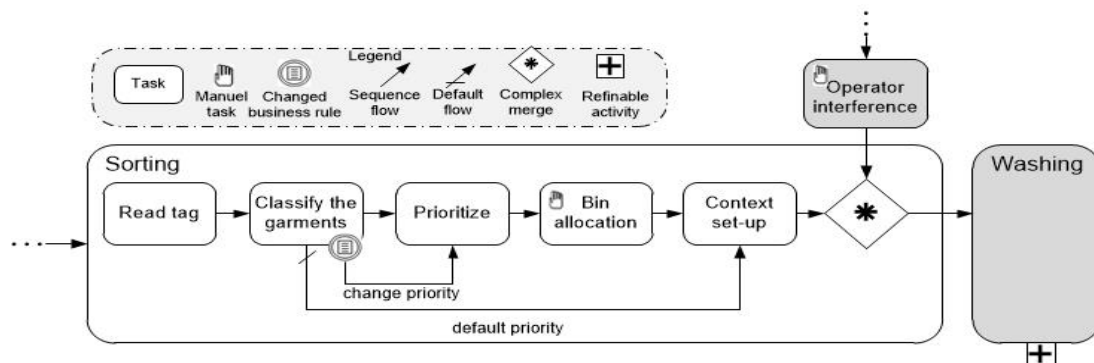 Legend
Task
Manuel
task
Changed
business rule
Sequence
flow
Default
flow
Complex
merge
Refinable
activity
Operator
interference
Sorting
Washing
Read tag
Classify the
garments
Prioritize
Bin
allocation
Context
set-up
change priority
default priority